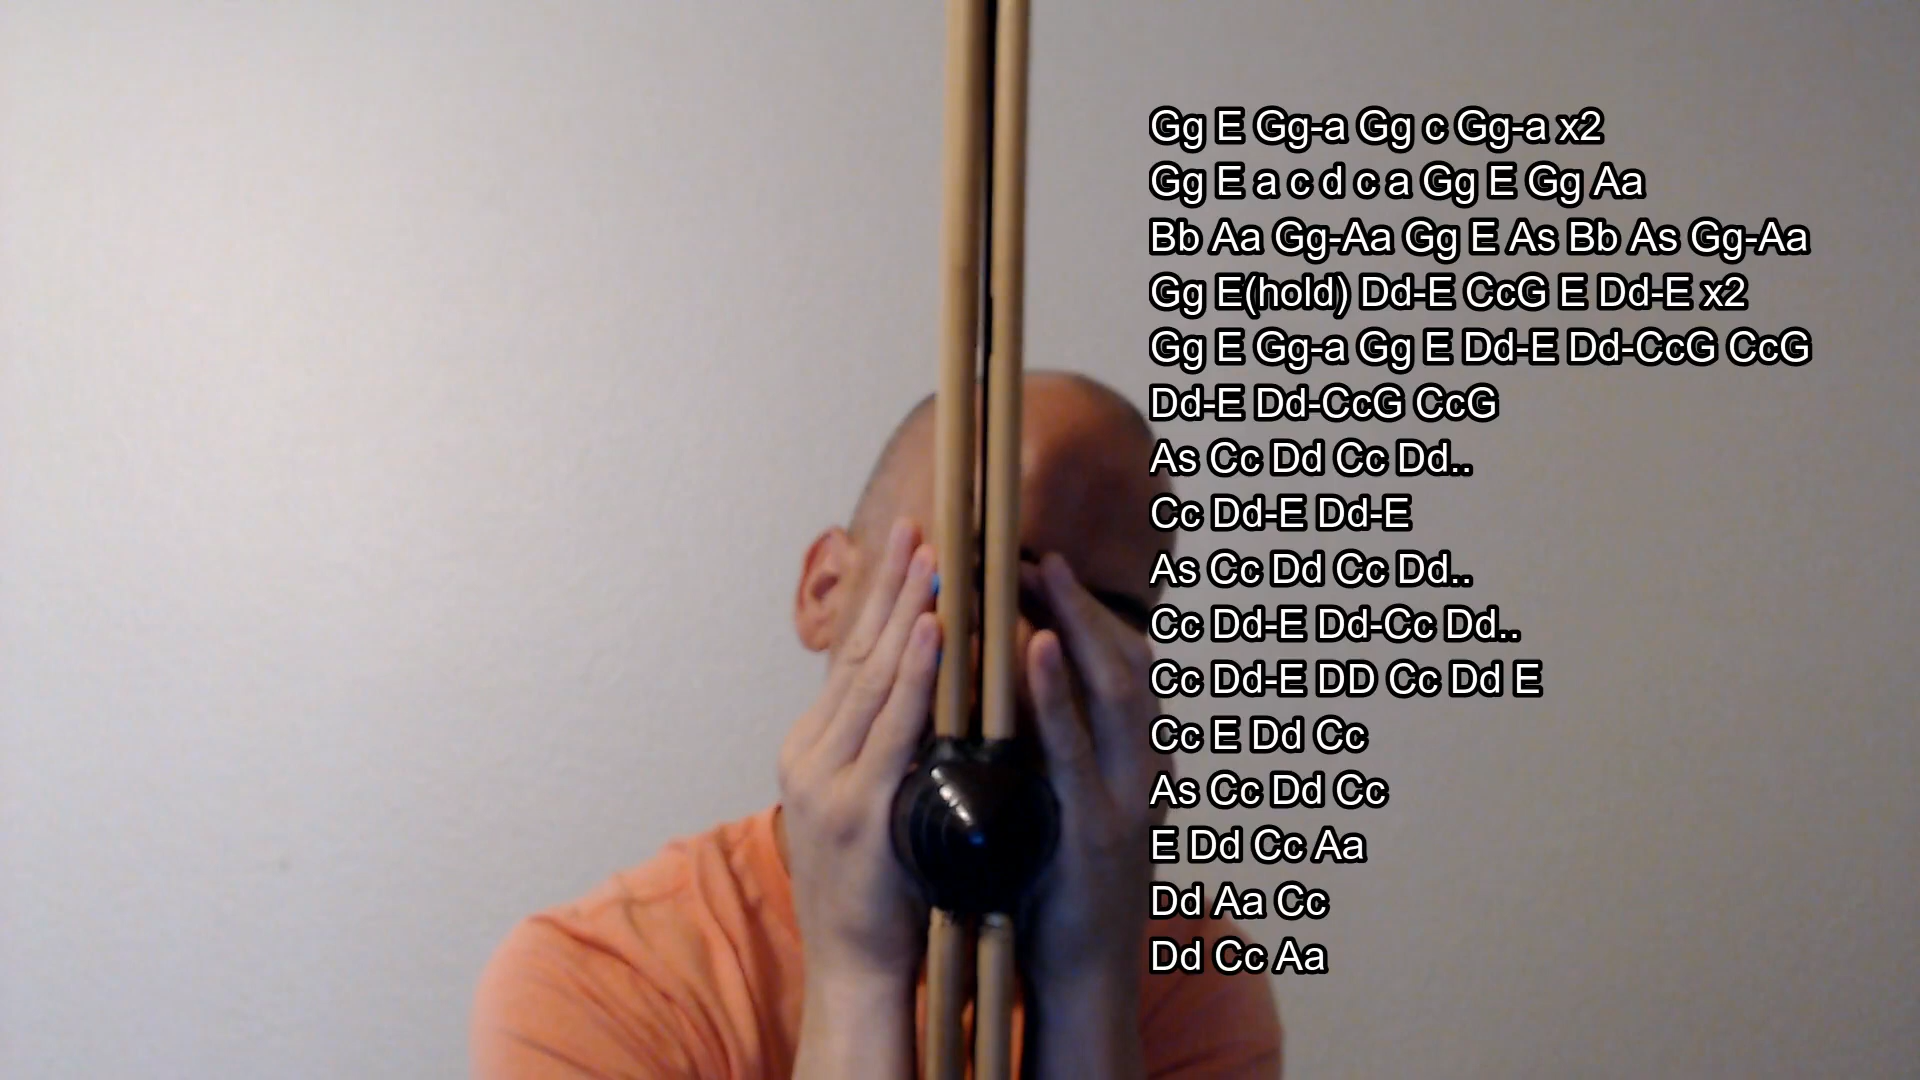 Gg E Gg-a Gg c Gg-a x2
Gg E a c d c a Gg E Gg Aa
Bb Aa Gg-Aa Gg E As Bb As Gg-Aa
Gg E(hold) Dd-E CcG E Dd-E x2
Gg E Gg-a Gg E Dd-E Dd-CcG CcG
Dd-E Dd-CcG CcG
As Cc Dd Cc Dd..
Cc Dd-E Dd-E
As Cc Dd Cc Dd..
Cc Dd-E Dd-Cc Dd..
Cc Dd-E DD Cc Dd E
Cc E Dd Cc
As Cc Dd Cc
E Dd Cc Aa
Dd Aa Cc
Dd Cc Aa